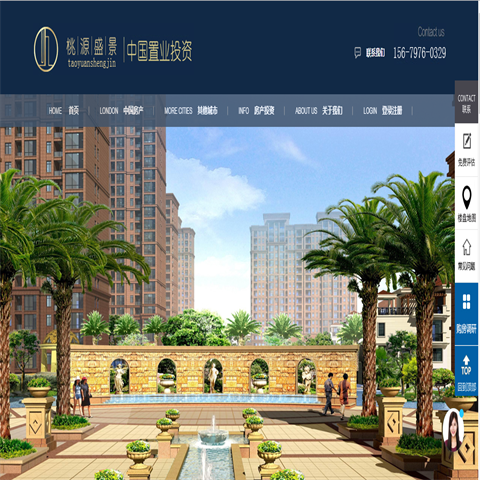 Contact us
桃源盛景
taoyuanshengjin
中国置业投资
联系我们 156-7976-0329
HOME 首页 | LONDON 中国房产 | MORE CITIES 其他城市 | INFO 房产投资 | ABOUT US 关于我们 | LOGIN 登录注册 |
CONTACT
联系
免费评估
楼盘地图
常见问题
购房调研
TOP
回到顶部